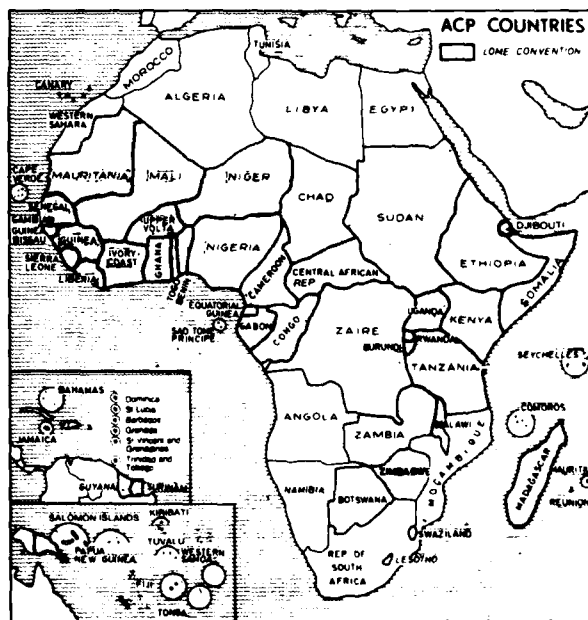 ACP COUNTRIES
LOME CONVENTION
TUNISIA
MOROCCO
CANARY
ALGERIA
LIBYA
EGYPT
WESTERN
SAHARA
CAPE
VERDE
MAURITANIA
MALI
NIGER
CHAD
SUDAN
SENEGAL
GAMBIA
GUINEA
BISSAU
GUINEA
SIERRA
LEONE
LIBERIA
IVORY
COAST
UPPER
VOLTA
GHANA
TOGO
BENIN
NIGERIA
CAMEROON
CENTRAL AFRICAN
REP
DJIBOUTI
ETHIOPIA
SOMALIA
EQUATORIAL
GUINEA
SAO TOME
PRINCIPE
GABON
CONGO
ZAIRE
UGANDA
KENYA
RWANDA
BURUNDI
TANZANIA
SEYCHELLES
COMOROS
ANGOLA
ZAMBIA
MALAWI
MOÇAMBIQUE
ZIMBABWE
MADAGASCAR
MAURITI
REUNION
NAMIBIA
BOTSWANA
SWAZILAND
LESOTHO
REP OF
SOUTH
AFRICA
BAHAMAS
JAMAICA
Dominica
St Lucia
Barbados
Grenada
St Vincent and
Grenadines
Trinidad and
Tobago
GUYANA
SURINAM
SOLOMON ISLANDS
KIRIBATI
TUVALU
PAPUA
NEW GUINEA
WESTERN
SAMOA
FIJI
TONGA